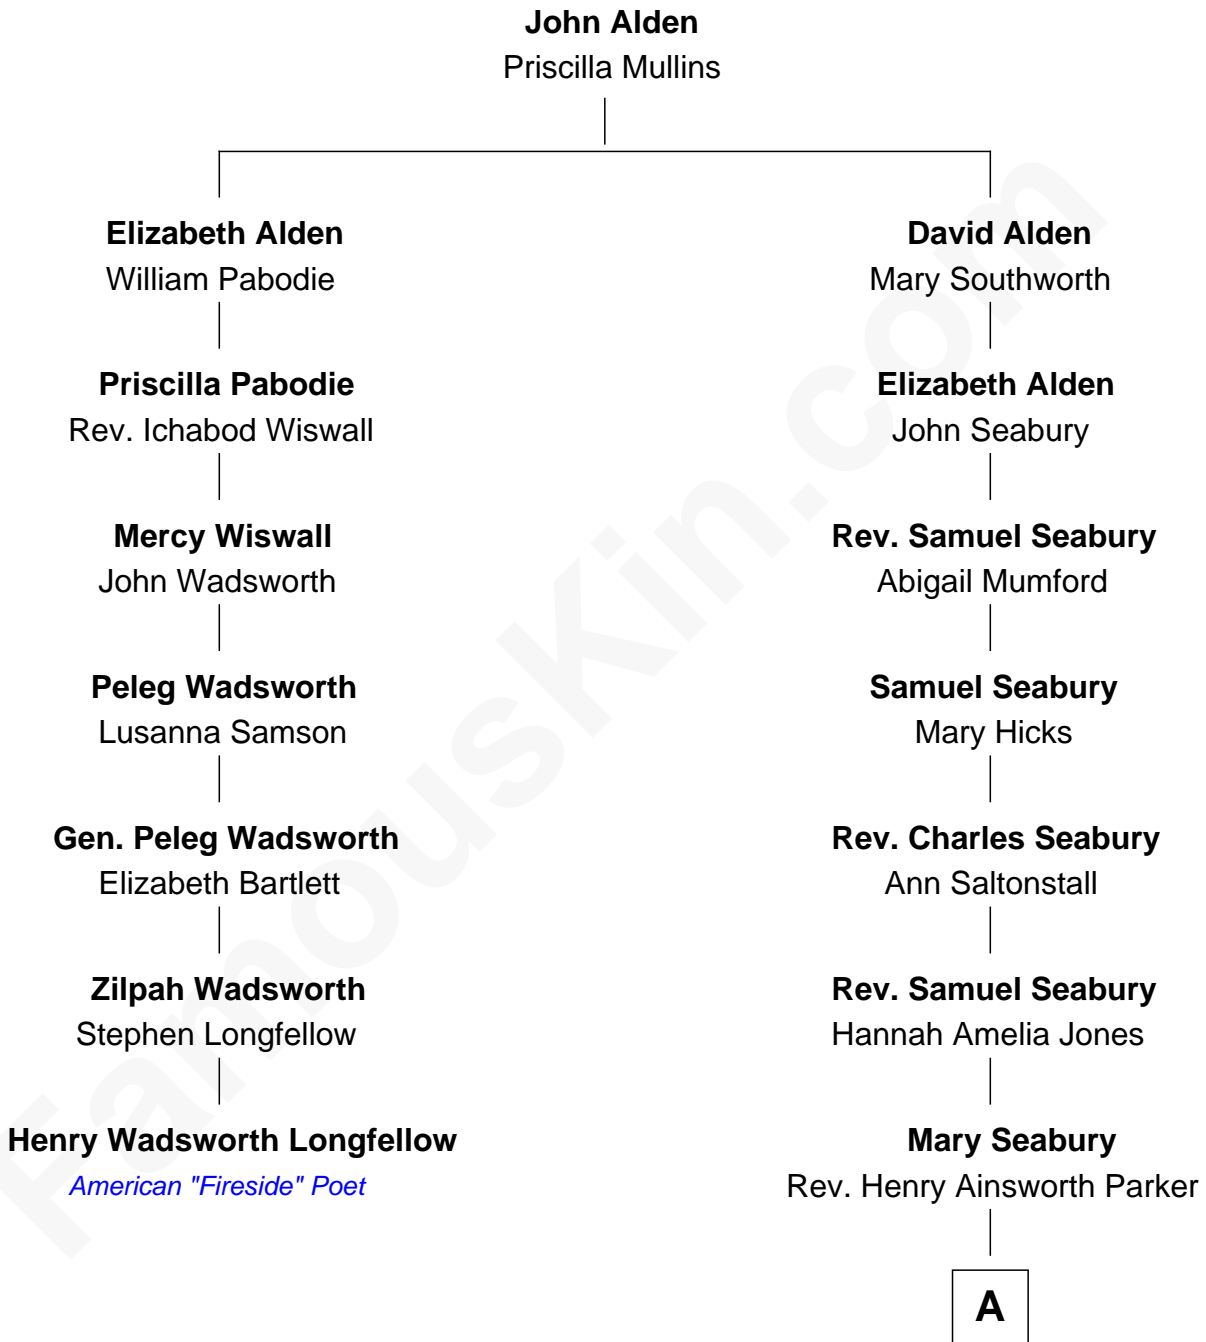 John Alden
Priscilla Mullins
Elizabeth Alden
William Pabodie
David Alden
Mary Southworth
Priscilla Pabodie
Rev. Ichabod Wiswall
Elizabeth Alden
John Seabury
Mercy Wiswall
John Wadsworth
Rev. Samuel Seabury
Abigail Mumford
Peleg Wadsworth
Lusanna Samson
Samuel Seabury
Mary Hicks
Gen. Peleg Wadsworth
Elizabeth Bartlett
Rev. Charles Seabury
Ann Saltonstall
Zilpah Wadsworth
Stephen Longfellow
Rev. Samuel Seabury
Hannah Amelia Jones
Henry Wadsworth Longfellow
American "Fireside" Poet
Mary Seabury
Rev. Henry Ainsworth Parker
A
FamousKin.com